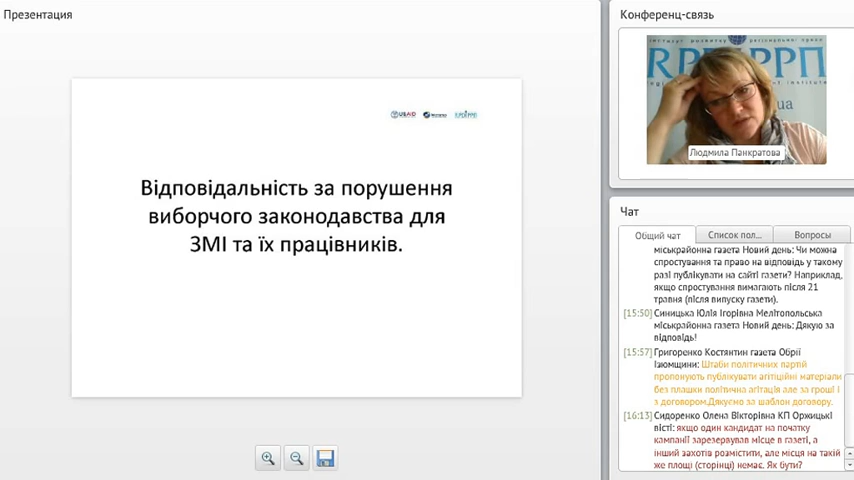 Презентация
USAID
Відповідальність за порушення
виборчого законодавства для
ЗМІ та їх працівників.
Конференц-связь
Людмила Панкратова
Чат
Общий чат
Список пол...
Вопросы
міськрайонна газета Новий день: Чи можна
спростування та право на відповідь у такому
разі публікувати на сайті газети? Наприклад,
якщо спростування вимагають після 21
травня (після випуску газети).
[15:50] Синицька Юлія Ігорівна Мелітопольська
міськрайонна газета Новий день: Дякую за
відповідь!
[15:57] Григоренко Костянтин газета Обрії
Ізюмщини: Штаби політичних партій
пропонують публікувати агітіційні матеріали
без плашки політична агітація але за гроші і
з договором.Дякуємо за шаблон договору.
[16:13] Сидоренко Олена Вікторівна КП Оржицькі
вісті: якщо один кандидат на початку
кампанії зарезервував місце в газеті, а
інший захотів розмістити, але місця на такій
же площі (сторінці) немає. Як бути?